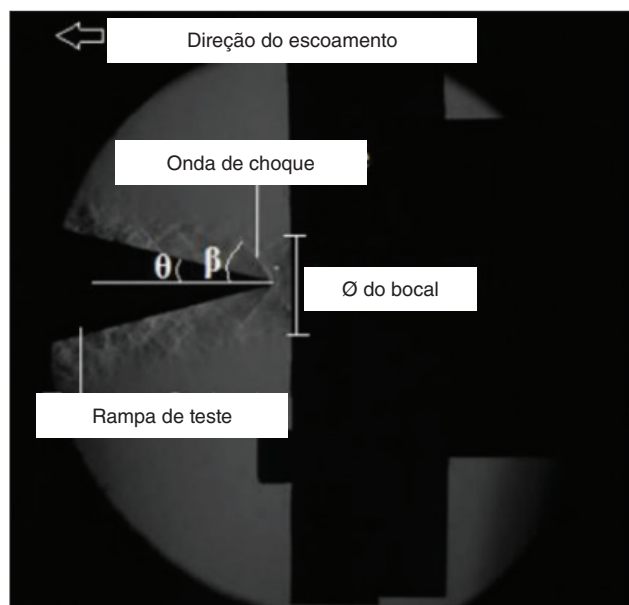 Direção do escoamento
Onda de choque
θ β
Ø do bocal
Rampa de teste